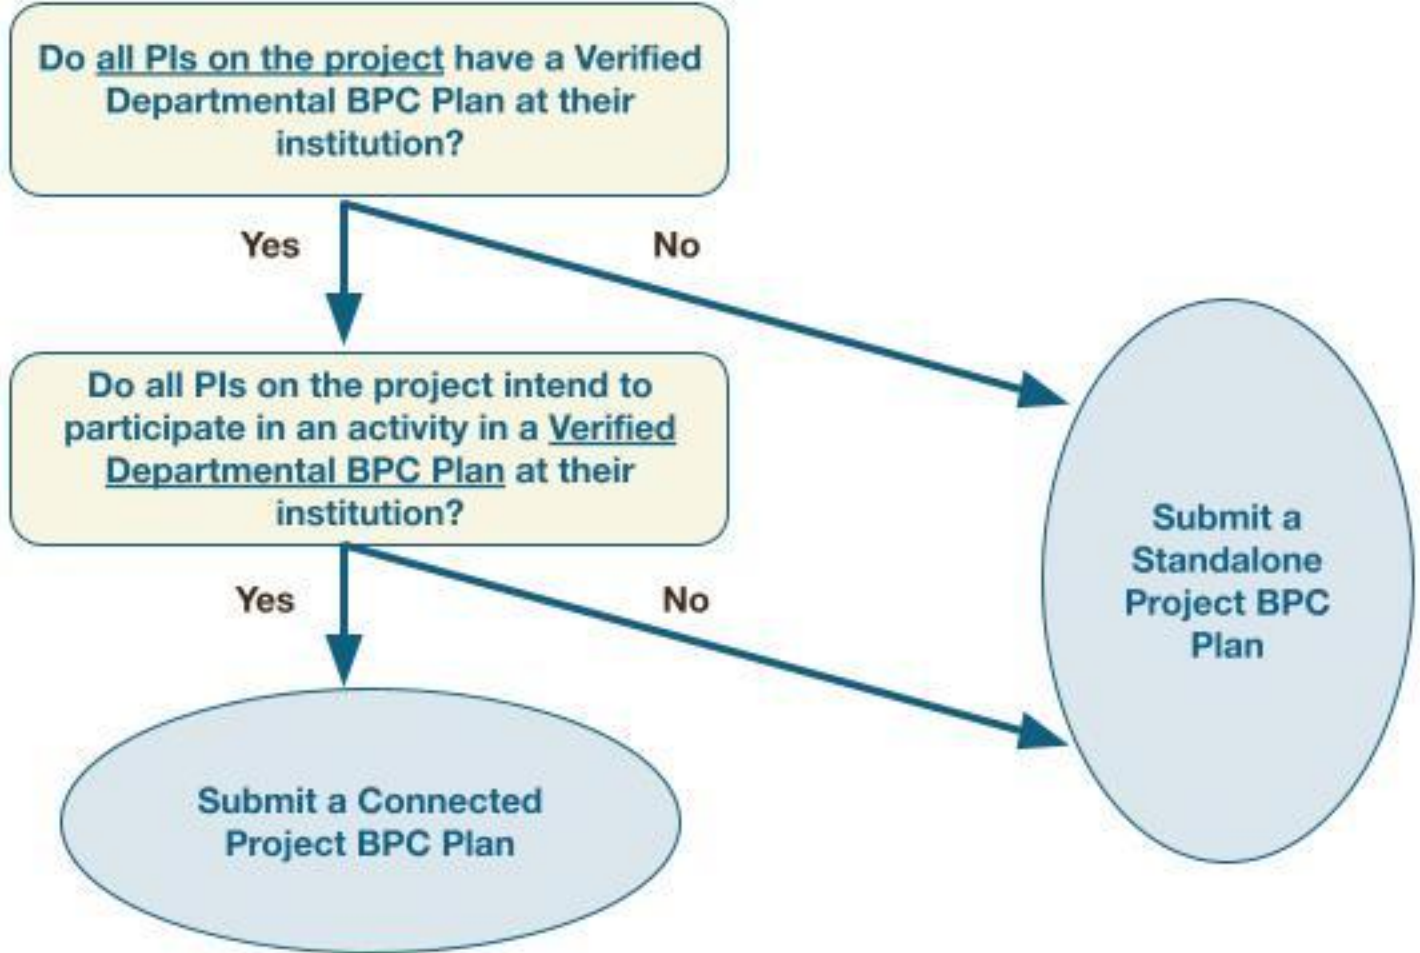 Do all PIs on the project have a Verified
Departmental BPC Plan at their
institution?
Yes
No
Do all PIs on the project intend to
participate in an activity in a Verified
Departmental BPC Plan at their
institution?
Yes
No
Submit a
Standalone
Project BPC
Plan
Submit a Connected
Project BPC Plan